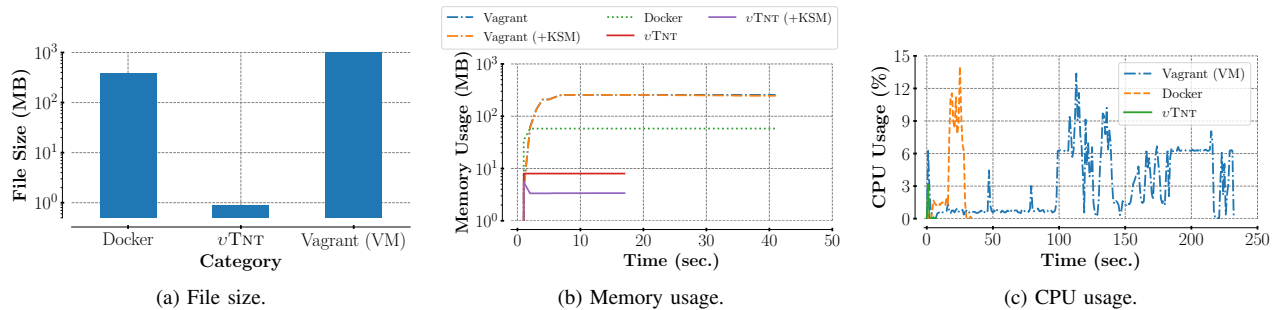 10³
10²
10¹
10⁰
File Size (MB)
Docker
υTNT
Vagrant (VM)
Category
(a) File size.
Vagrant
Vagrant (+KSM)
Docker
υTNT
υTNT (+KSM)
10³
10²
10¹
10⁰
Memory Usage (MB)
0
10
20
30
40
50
Time (sec.)
(b) Memory usage.
15
12
9
6
3
0
CPU Usage (%)
Vagrant (VM)
Docker
υTNT
0
50
100
150
200
250
Time (sec.)
(c) CPU usage.